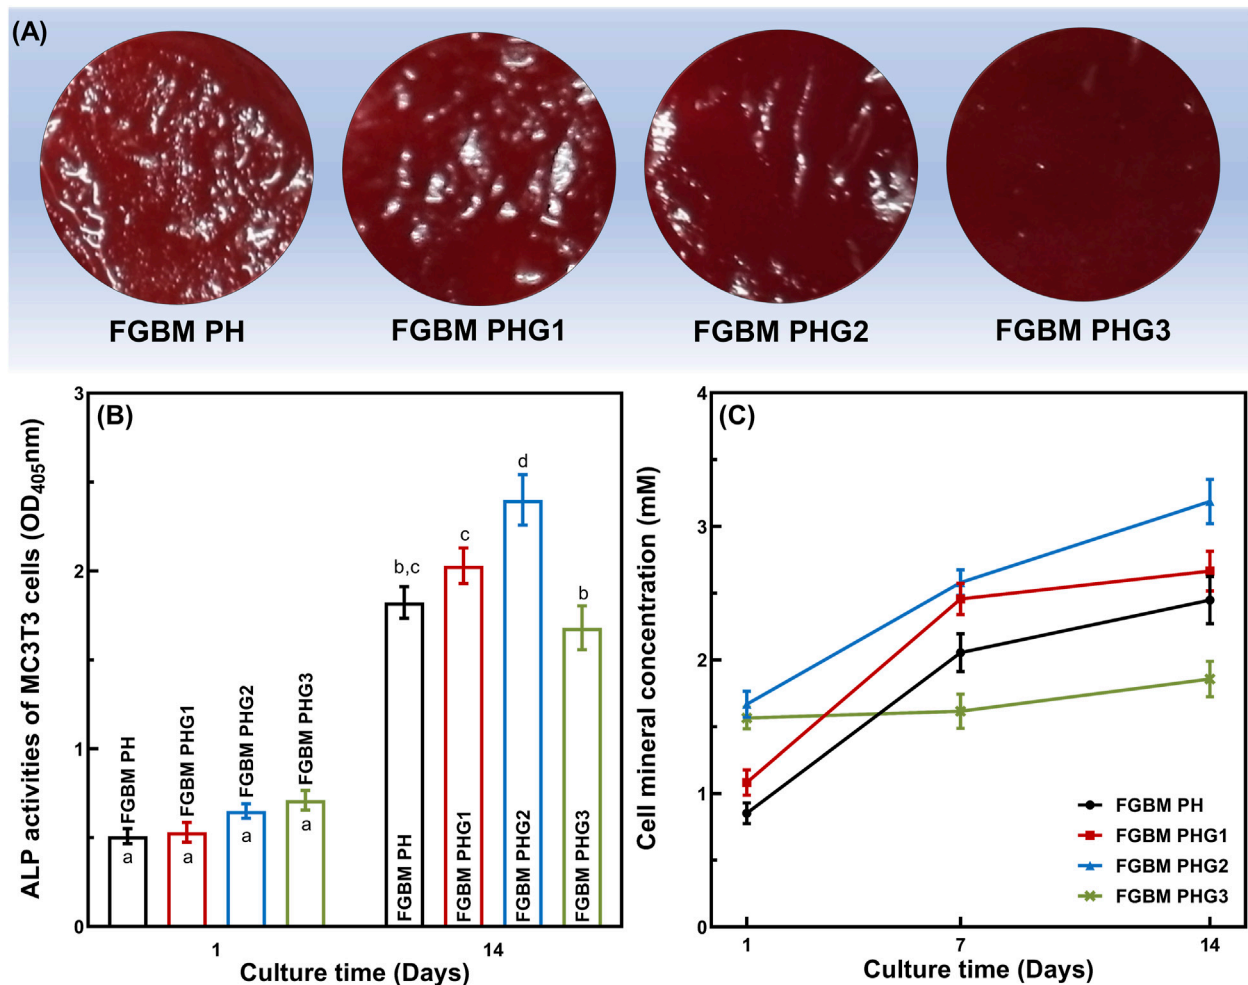 (A)
FGBM PH
FGBM PHG1
FGBM PHG2
FGBM PHG3
(B)
ALP activities of MC3T3 cells (OD405nm)
3
2
1
0
FGBM PH
FGBM PHG1
FGBM PHG2
FGBM PHG3
a
a
a
a
b,c
c
d
b
FGBM PH
FGBM PHG1
FGBM PHG2
FGBM PHG3
1
14
Culture time (Days)
(C)
Cell mineral concentration (mM)
4
3
2
1
0
FGBM PH
FGBM PHG1
FGBM PHG2
FGBM PHG3
1
7
14
Culture time (Days)